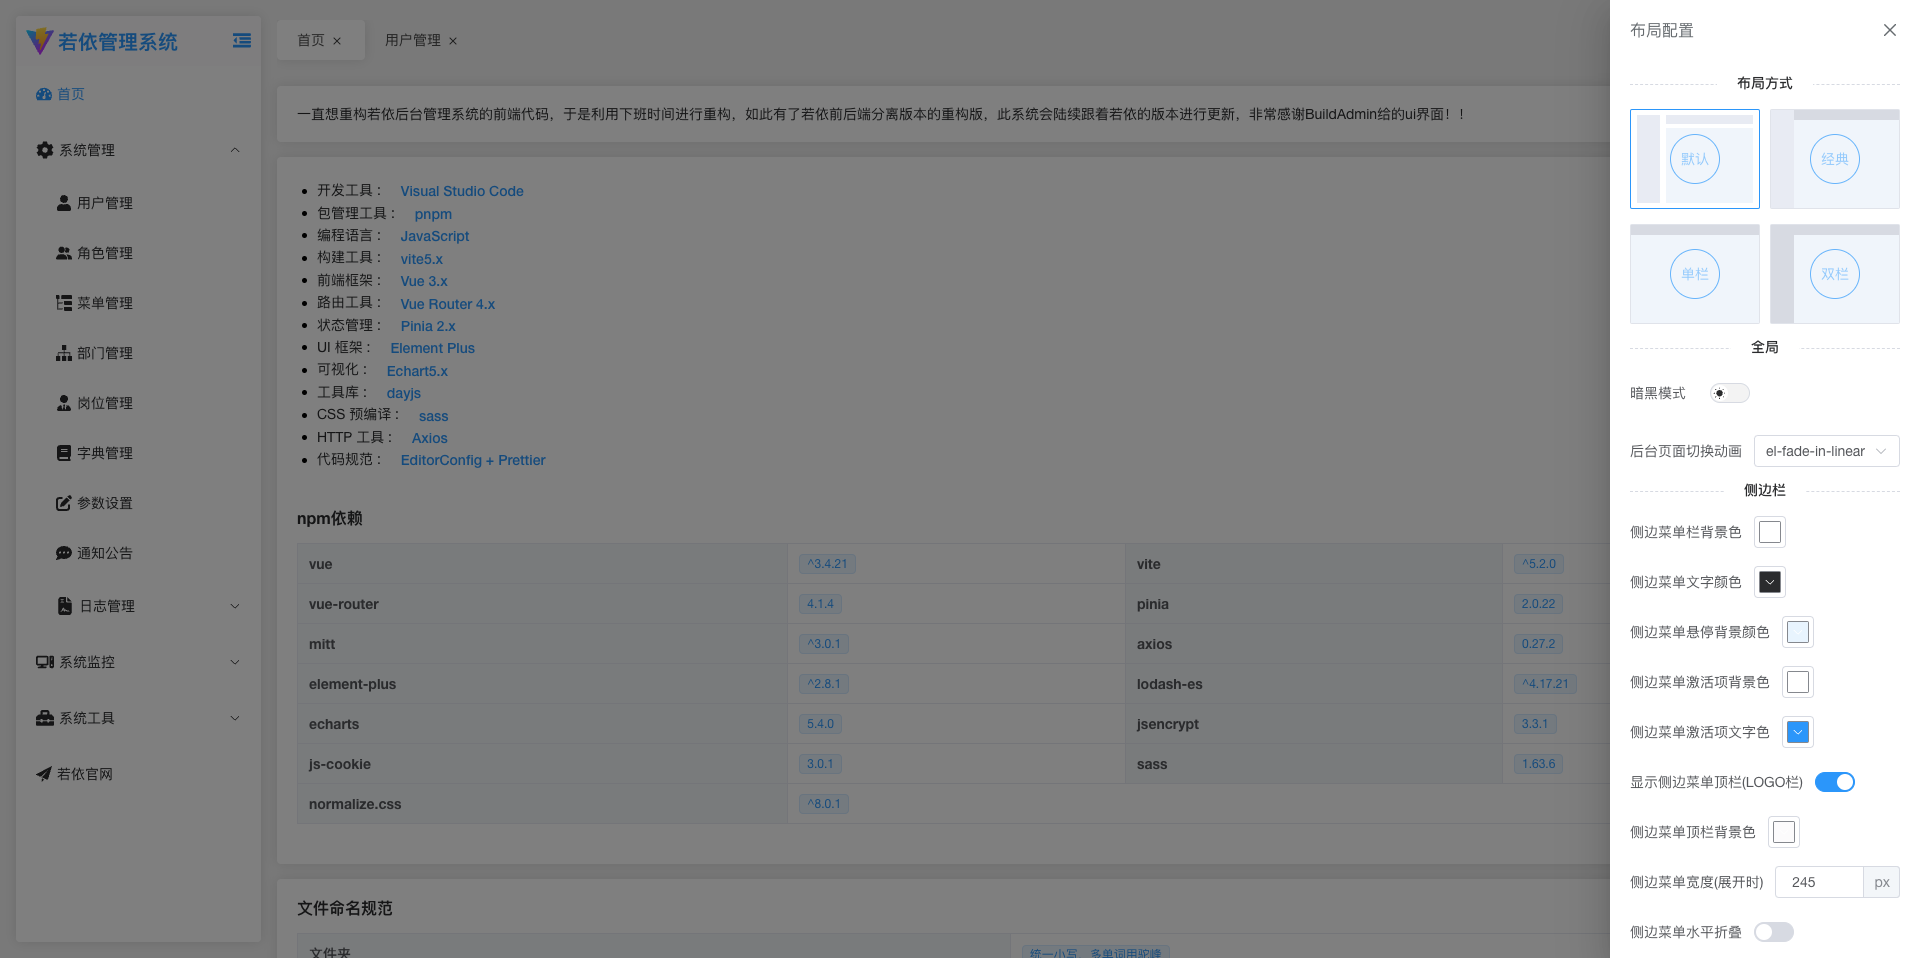 若依管理系统
首页
系统管理
用户管理
角色管理
菜单管理
部门管理
岗位管理
字典管理
参数设置
通知公告
日志管理
系统监控
系统工具
若依官网
首页
用户管理
一直想重构若依后台管理系统的前端代码，于是利用下班时间进行重构，如此有了若依前后端分离版本的重构版，此系统会陆续跟着若依的版本进行更新，非常感谢BuildAdmin给的ui界面！！
开发工具： Visual Studio Code
包管理工具： pnpm
编程语言： JavaScript
构建工具： vite5.x
前端框架： Vue 3.x
路由工具： Vue Router 4.x
状态管理： Pinia 2.x
UI 框架： Element Plus
可视化： Echart5.x
工具库： dayjs
CSS 预编译： sass
HTTP 工具： Axios
代码规范： EditorConfig + Prettier
npm依赖
vue ^3.4.21 vite ^5.2.0
vue-router 4.1.4 pinia 2.0.22
mitt ^3.0.1 axios 0.27.2
element-plus ^2.8.1 lodash-es ^4.17.21
echarts 5.4.0 jsencrypt 3.3.1
js-cookie 3.0.1 sass 1.63.6
normalize.css ^8.0.1
文件命名规范
文件夹 统一小写、多单词用驼峰
布局配置
布局方式
默认
经典
单栏
双栏
全局
暗黑模式
后台页面切换动画 el-fade-in-linear
侧边栏
侧边菜单栏背景色
侧边菜单文字颜色
侧边菜单悬停背景颜色
侧边菜单激活项背景色
侧边菜单激活项文字色
显示侧边菜单顶栏(LOGO栏)
侧边菜单顶栏背景色
侧边菜单宽度(展开时) 245 px
侧边菜单水平折叠